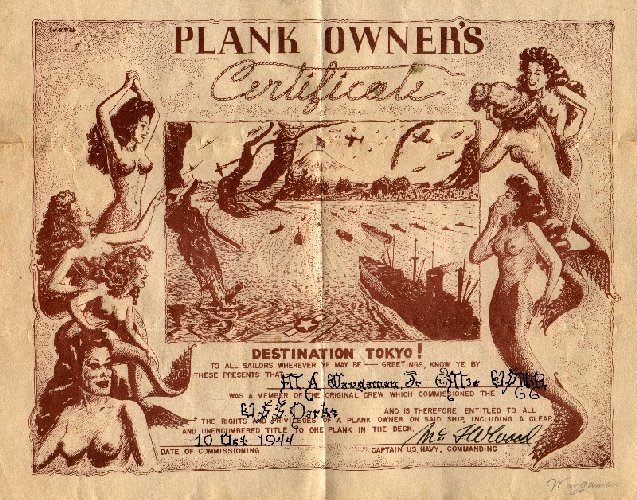 PLANK OWNER'S
Certificate
DESTINATION TOKYO!
TO ALL SAILORS WHEREVER YE MAY BE — GREETINGS, KNOW YE BY
THESE PRESENTS THAT
WAS A MEMBER OF THE ORIGINAL CREW WHICH COMMISSIONED THE
USS AND IS THEREFORE ENTITLED TO ALL
THE RIGHTS AND PRIVILEGES OF A PLANK OWNER ON SAID SHIP INCLUDING A CLEAR
AND UNENCUMBERED TITLE TO ONE PLANK IN THE DECK.
10 Oct 1944
DATE OF COMMISSIONING CAPTAIN U.S. NAVY, COMMANDING